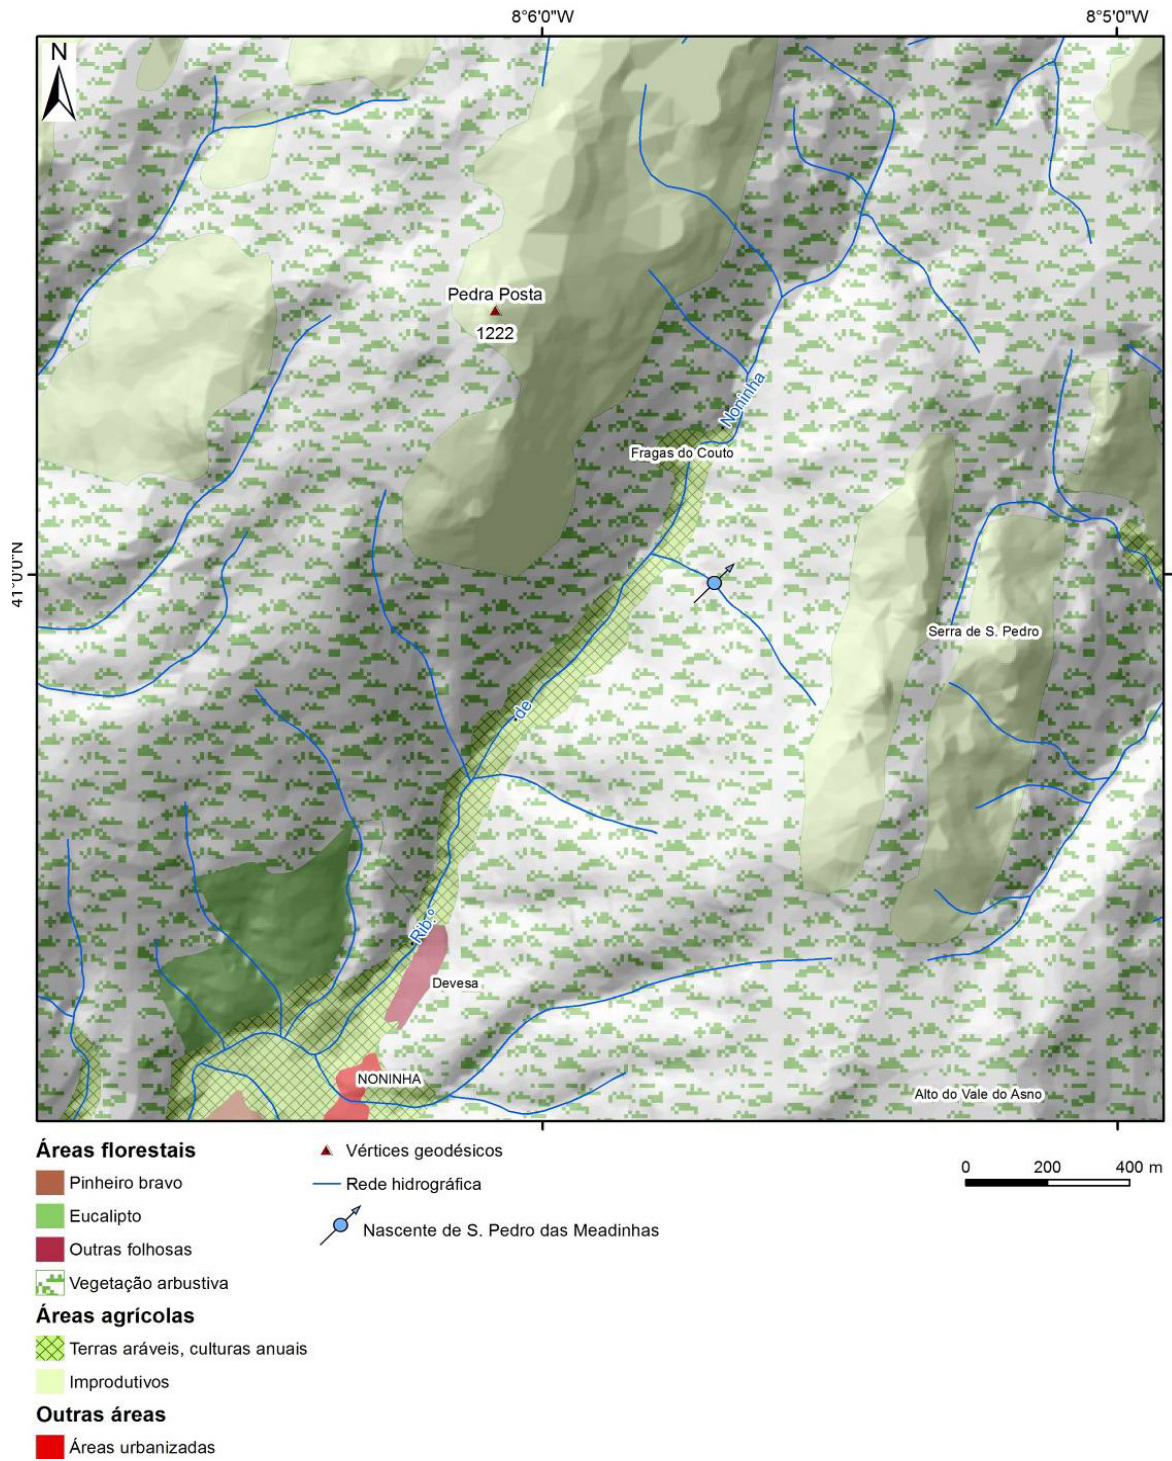 8°6'0"W
8°5'0"W
N
Pedra Posta
1222
Noninha
Fragas do Couto
41°0'0"N
Serra de S. Pedro
de
Rib.º
Devesa
NONINHA
Alto do Vale do Asno
Áreas florestais
Pinheiro bravo
Eucalipto
Outras folhosas
Vegetação arbustiva
Áreas agrícolas
Terras aráveis, culturas anuais
Improdutivos
Outras áreas
Áreas urbanizadas
Vértices geodésicos
Rede hidrográfica
Nascente de S. Pedro das Meadinhas
0 200 400 m